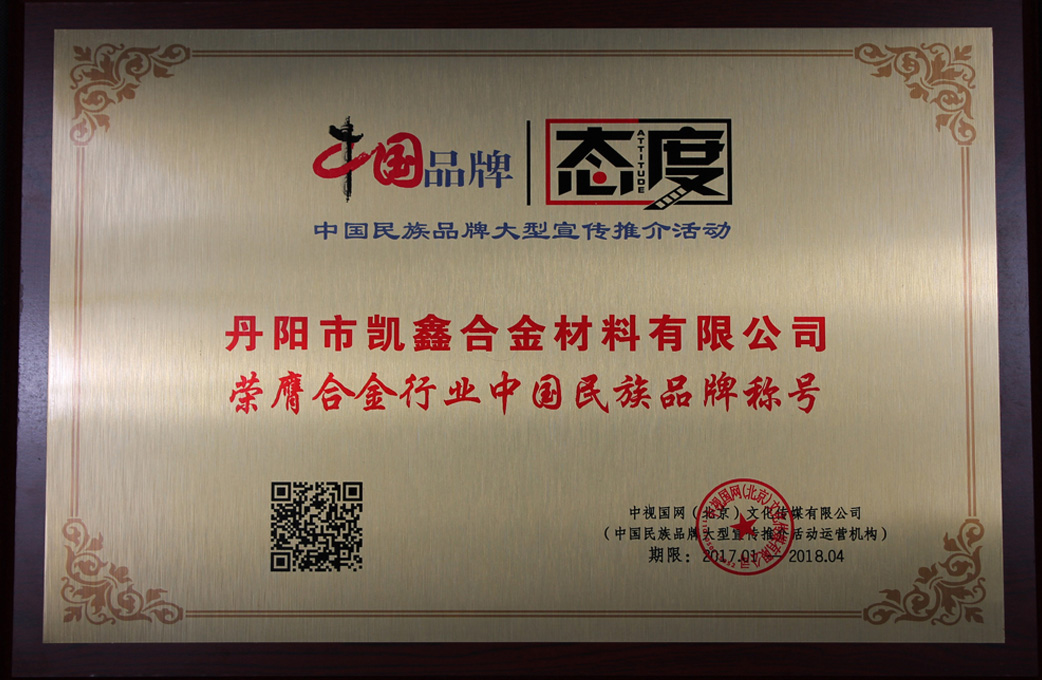 中国品牌 态度 ATTITUDE
中国民族品牌大型宣传推介活动
丹阳市凯鑫合金材料有限公司
荣膺合金行业中国民族品牌称号
中视国网（北京）文化传媒有限公司
（中国民族品牌大型宣传推介活动运营机构）
期限：2017.01—2018.04